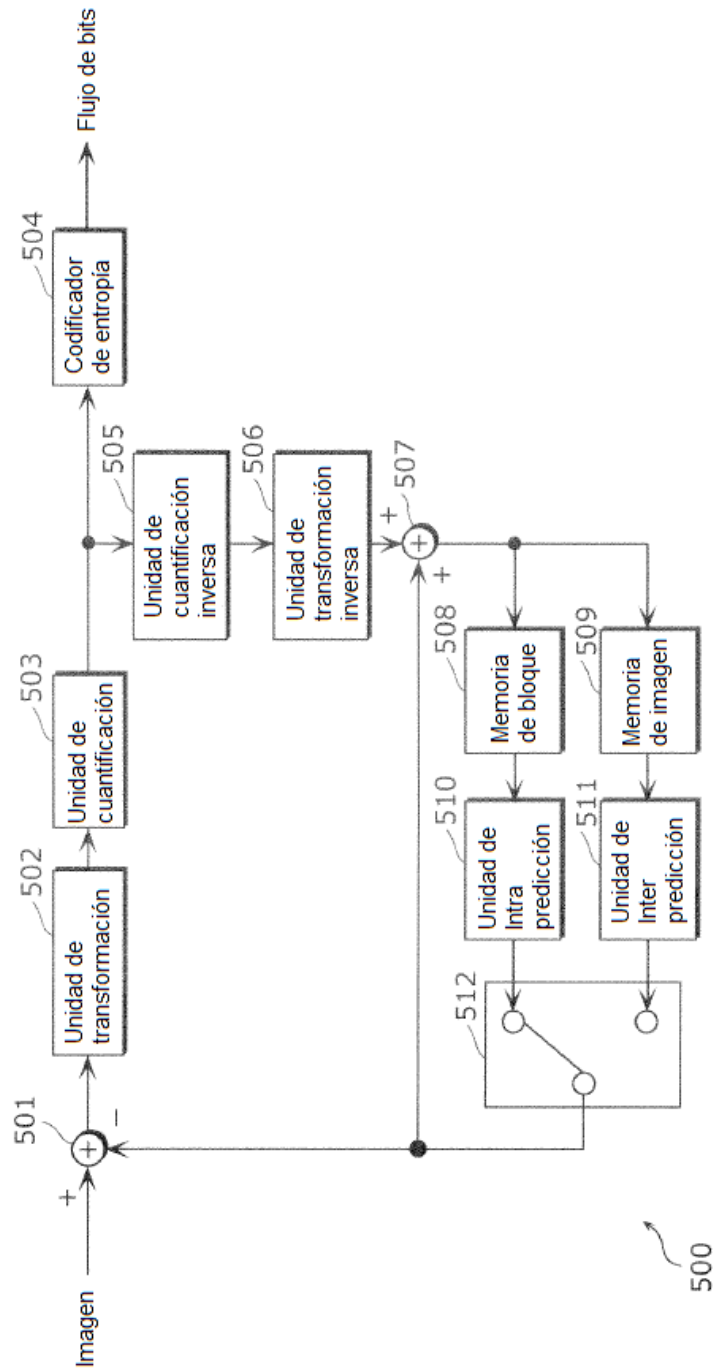 Imagen
+
−
501
+
502
Unidad de
transformación
503
Unidad de
cuantificación
504
Codificador
de entropía
Flujo de bits
505
Unidad de
cuantificación
inversa
506
Unidad de
transformación
inversa
+
507
+
+
508
Memoria
de bloque
509
Memoria
de imagen
510
Unidad de
Intra
predicción
511
Unidad de
Inter
predicción
512
500